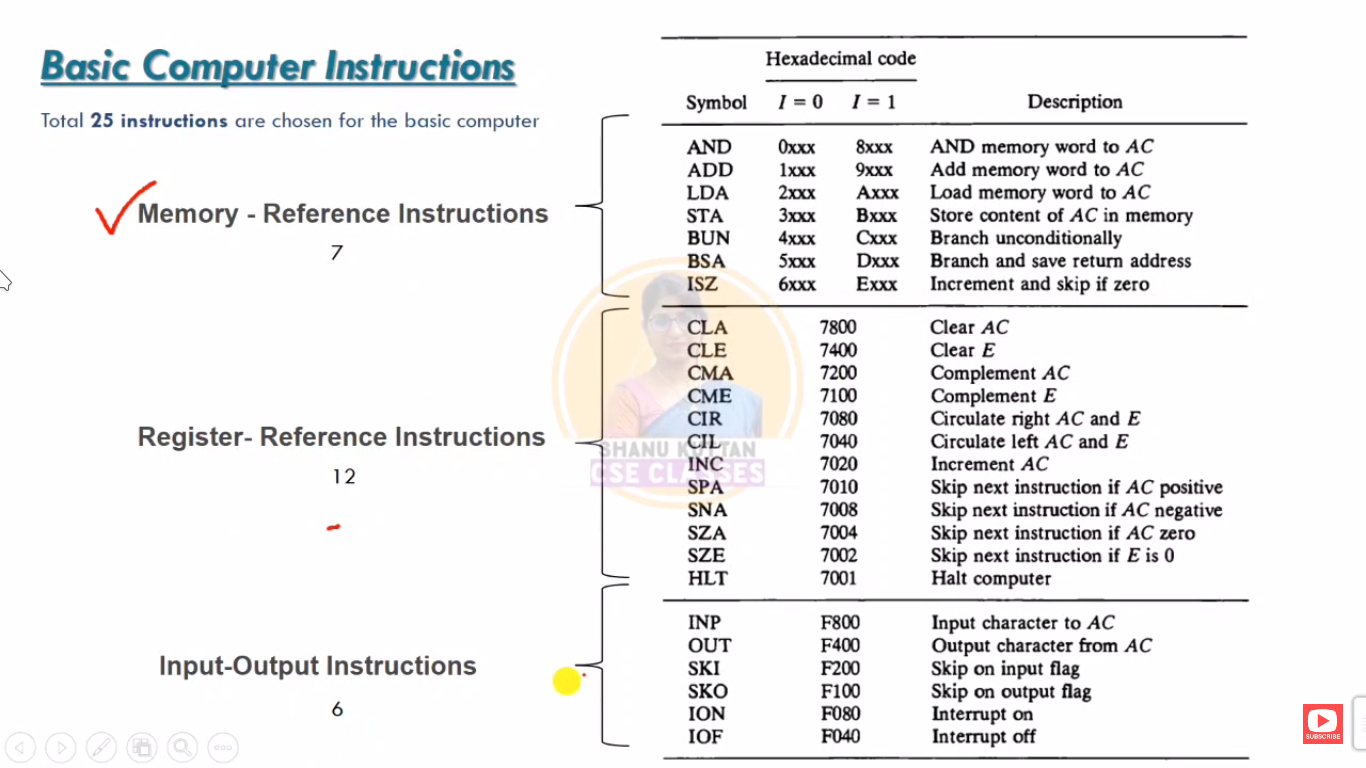 Basic Computer Instructions
Total 25 instructions are chosen for the basic computer
Memory - Reference Instructions
7
Register- Reference Instructions
12
Input-Output Instructions
6
Hexadecimal code
Symbol I = 0 I = 1 Description
AND 0xxx 8xxx AND memory word to AC
ADD 1xxx 9xxx Add memory word to AC
LDA 2xxx Axxx Load memory word to AC
STA 3xxx Bxxx Store content of AC in memory
BUN 4xxx Cxxx Branch unconditionally
BSA 5xxx Dxxx Branch and save return address
ISZ 6xxx Exxx Increment and skip if zero
CLA 7800 Clear AC
CLE 7400 Clear E
CMA 7200 Complement AC
CME 7100 Complement E
CIR 7080 Circulate right AC and E
CIL 7040 Circulate left AC and E
INC 7020 Increment AC
SPA 7010 Skip next instruction if AC positive
SNA 7008 Skip next instruction if AC negative
SZA 7004 Skip next instruction if AC zero
SZE 7002 Skip next instruction if E is 0
HLT 7001 Halt computer
INP F800 Input character to AC
OUT F400 Output character from AC
SKI F200 Skip on input flag
SKO F100 Skip on output flag
ION F080 Interrupt on
IOF F040 Interrupt off
SHANU KUTTAN
CSE CLASSES
SUBSCRIBE